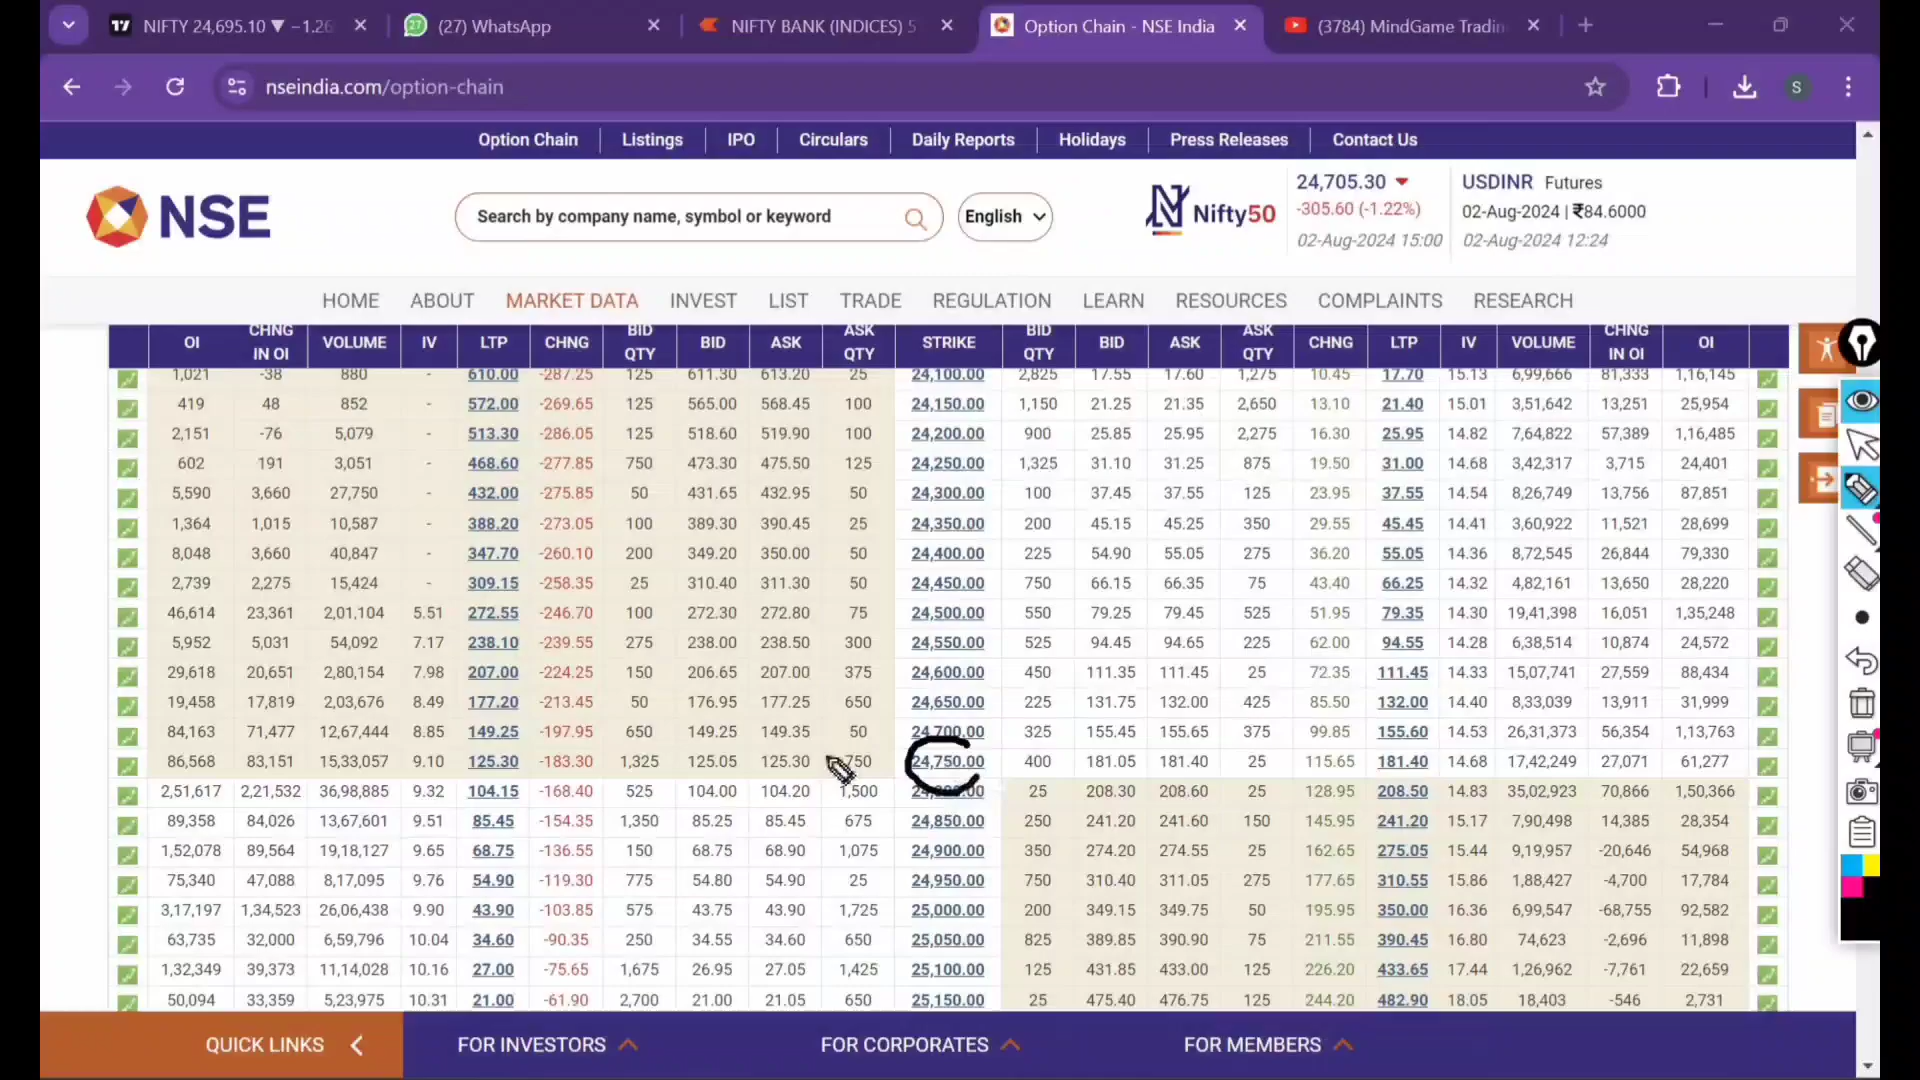 NIFTY 24,695.10 ▼ −1.26
(27) WhatsApp
NIFTY BANK (INDICES) 5
Option Chain - NSE India
(3784) MindGame Tradin
nseindia.com/option-chain
S
Option Chain
Listings
IPO
Circulars
Daily Reports
Holidays
Press Releases
Contact Us
NSE
Search by company name, symbol or keyword
English
Nifty50
24,705.30
-305.60 (-1.22%)
02-Aug-2024 15:00
USDINR Futures
02-Aug-2024 | ₹84.6000
02-Aug-2024 12:24
HOME ABOUT MARKET DATA INVEST LIST TRADE REGULATION LEARN RESOURCES COMPLAINTS RESEARCH
OI CHNG IN OI VOLUME IV LTP CHNG BID QTY BID ASK ASK QTY STRIKE BID QTY BID ASK ASK QTY CHNG LTP IV VOLUME CHNG IN OI OI
1,021 -38 880 - 610.00 -287.25 125 611.30 613.20 25 24,100.00 2,825 17.55 17.60 1,275 10.45 17.70 15.13 6,99,666 81,333 1,16,145
419 48 852 - 572.00 -269.65 125 565.00 568.45 100 24,150.00 1,150 21.25 21.35 2,650 13.10 21.40 15.01 3,51,642 13,251 25,954
2,151 -76 5,079 - 513.30 -286.05 125 518.60 519.90 100 24,200.00 900 25.85 25.95 2,275 16.30 25.95 14.82 7,64,822 57,389 1,16,485
602 191 3,051 - 468.60 -277.85 750 473.30 475.50 125 24,250.00 1,325 31.10 31.25 875 19.50 31.00 14.68 3,42,317 3,715 24,401
5,590 3,660 27,750 - 432.00 -275.85 50 431.65 432.95 50 24,300.00 100 37.45 37.55 125 23.95 37.55 14.54 8,26,749 13,756 87,851
1,364 1,015 10,587 - 388.20 -273.05 100 389.30 390.45 25 24,350.00 200 45.15 45.25 350 29.55 45.45 14.41 3,60,922 11,521 28,699
8,048 3,660 40,847 - 347.70 -260.10 200 349.20 350.00 50 24,400.00 225 54.90 55.05 275 36.20 55.05 14.36 8,72,545 26,844 79,330
2,739 2,275 15,424 - 309.15 -258.35 25 310.40 311.30 50 24,450.00 750 66.15 66.35 75 43.40 66.25 14.32 4,82,161 13,650 28,220
46,614 23,361 2,01,104 5.51 272.55 -246.70 100 272.30 272.80 75 24,500.00 550 79.25 79.45 525 51.95 79.35 14.30 19,41,398 16,051 1,35,248
5,952 5,031 54,092 7.17 238.10 -239.55 275 238.00 238.50 300 24,550.00 525 94.45 94.65 225 62.00 94.55 14.28 6,38,514 10,874 24,572
29,618 20,651 2,80,154 7.98 207.00 -224.25 150 206.65 207.00 375 24,600.00 450 111.35 111.45 25 72.35 111.45 14.33 15,07,741 27,559 88,434
19,458 17,819 2,03,676 8.49 177.20 -213.45 50 176.95 177.25 650 24,650.00 225 131.75 132.00 425 85.50 132.00 14.40 8,33,039 13,911 31,999
84,163 71,477 12,67,444 8.85 149.25 -197.95 650 149.25 149.35 50 24,700.00 325 155.45 155.65 375 99.85 155.60 14.53 26,31,373 56,354 1,13,763
86,568 83,151 15,33,057 9.10 125.30 -183.30 1,325 125.05 125.30 750 24,750.00 400 181.05 181.40 25 115.65 181.40 14.68 17,42,249 27,071 61,277
2,51,617 2,21,532 36,98,885 9.32 104.15 -168.40 525 104.00 104.20 1,500 24,800.00 25 208.30 208.60 25 128.95 208.50 14.83 35,02,923 70,866 1,50,366
89,358 84,026 13,67,601 9.51 85.45 -154.35 1,350 85.25 85.45 675 24,850.00 250 241.20 241.60 150 145.95 241.20 15.17 7,90,498 14,385 28,354
1,52,078 89,564 19,18,127 9.65 68.75 -136.55 150 68.75 68.90 1,075 24,900.00 350 274.20 274.55 25 162.65 275.05 15.44 9,19,957 -20,646 54,968
75,340 47,088 8,17,095 9.76 54.90 -119.30 775 54.80 54.90 25 24,950.00 750 310.40 311.05 275 177.65 310.55 15.86 1,88,427 -4,700 17,784
3,17,197 1,34,523 26,06,438 9.90 43.90 -103.85 575 43.75 43.90 1,725 25,000.00 200 349.15 349.75 50 195.95 350.00 16.36 6,99,547 -68,755 92,582
63,735 32,000 6,59,796 10.04 34.60 -90.35 250 34.55 34.60 650 25,050.00 825 389.85 390.90 75 211.55 390.45 16.80 74,623 -2,696 11,898
1,32,349 39,373 11,14,028 10.16 27.00 -75.65 1,675 26.95 27.05 1,425 25,100.00 125 431.85 433.00 125 226.20 433.65 17.44 1,26,962 -7,761 22,659
50,094 33,359 5,23,975 10.31 21.00 -61.90 2,700 21.00 21.05 650 25,150.00 25 475.40 476.75 125 244.20 482.90 18.05 18,403 -546 2,731
QUICK LINKS
FOR INVESTORS
FOR CORPORATES
FOR MEMBERS